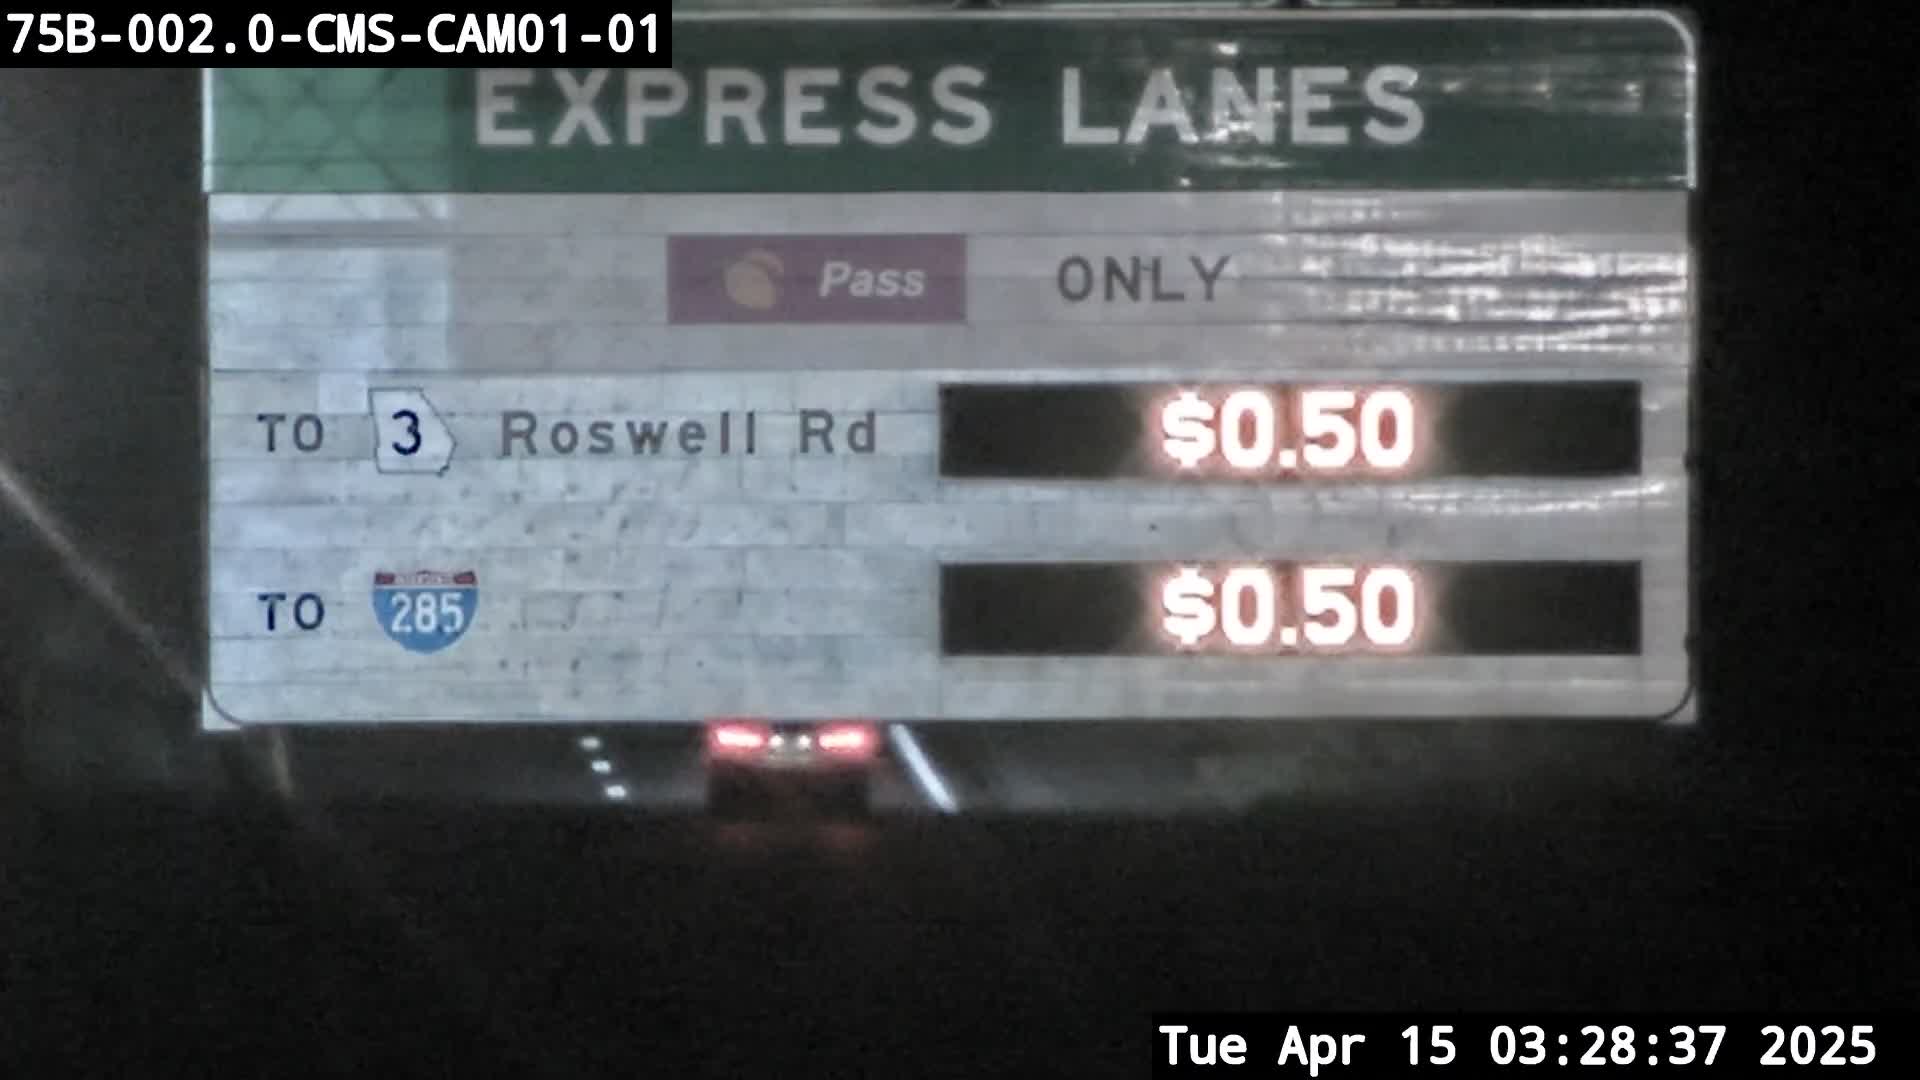 75B-002.0-CMS-CAM01-01
EXPRESS LANES
Pass ONLY
TO 3 Roswell Rd $0.50
TO 285 $0.50
Tue Apr 15 03:28:37 2025